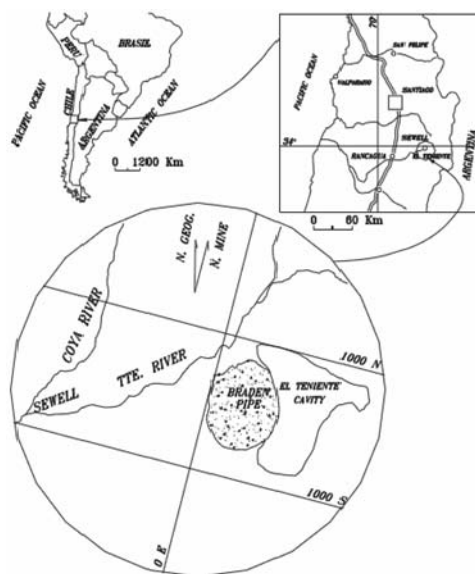 PERU
BRASIL
PACIFIC OCEAN
CHILE
ARGENTINA
ATLANTIC OCEAN
0 1200 Km
70°
PACIFIC OCEAN
SAN FELIPE
VALPARAISO
SANTIAGO
34°
SEWELL
RANCAGUA
EL TENIENTE
ARGENTINA
0 60 Km
N. GEOG.
N. MINE
COYA RIVER
SEWELL
TTE. RIVER
1000 N
BRADEN
PIPE
EL TENIENTE
CAVITY
1000 S
0 E